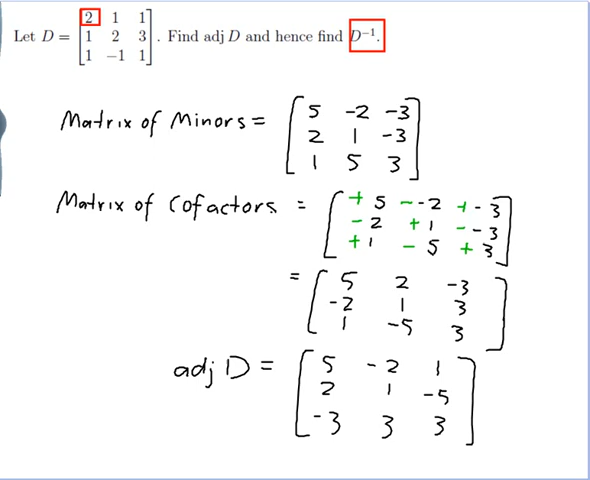 Let D = [2 1 1
1 2 3
1 −1 1]. Find adj D and hence find D⁻¹.
Matrix of Minors = [5 -2 -3
2 1 -3
1 5 3]
Matrix of Cofactors = [+ 5 - -2 + - 3
- 2 + 1 - - 3
+ 1 - 5 + 3]
= [5 2 -3
-2 1 3
1 -5 3]
adj D = [5 -2 1
2 1 -5
-3 3 3]